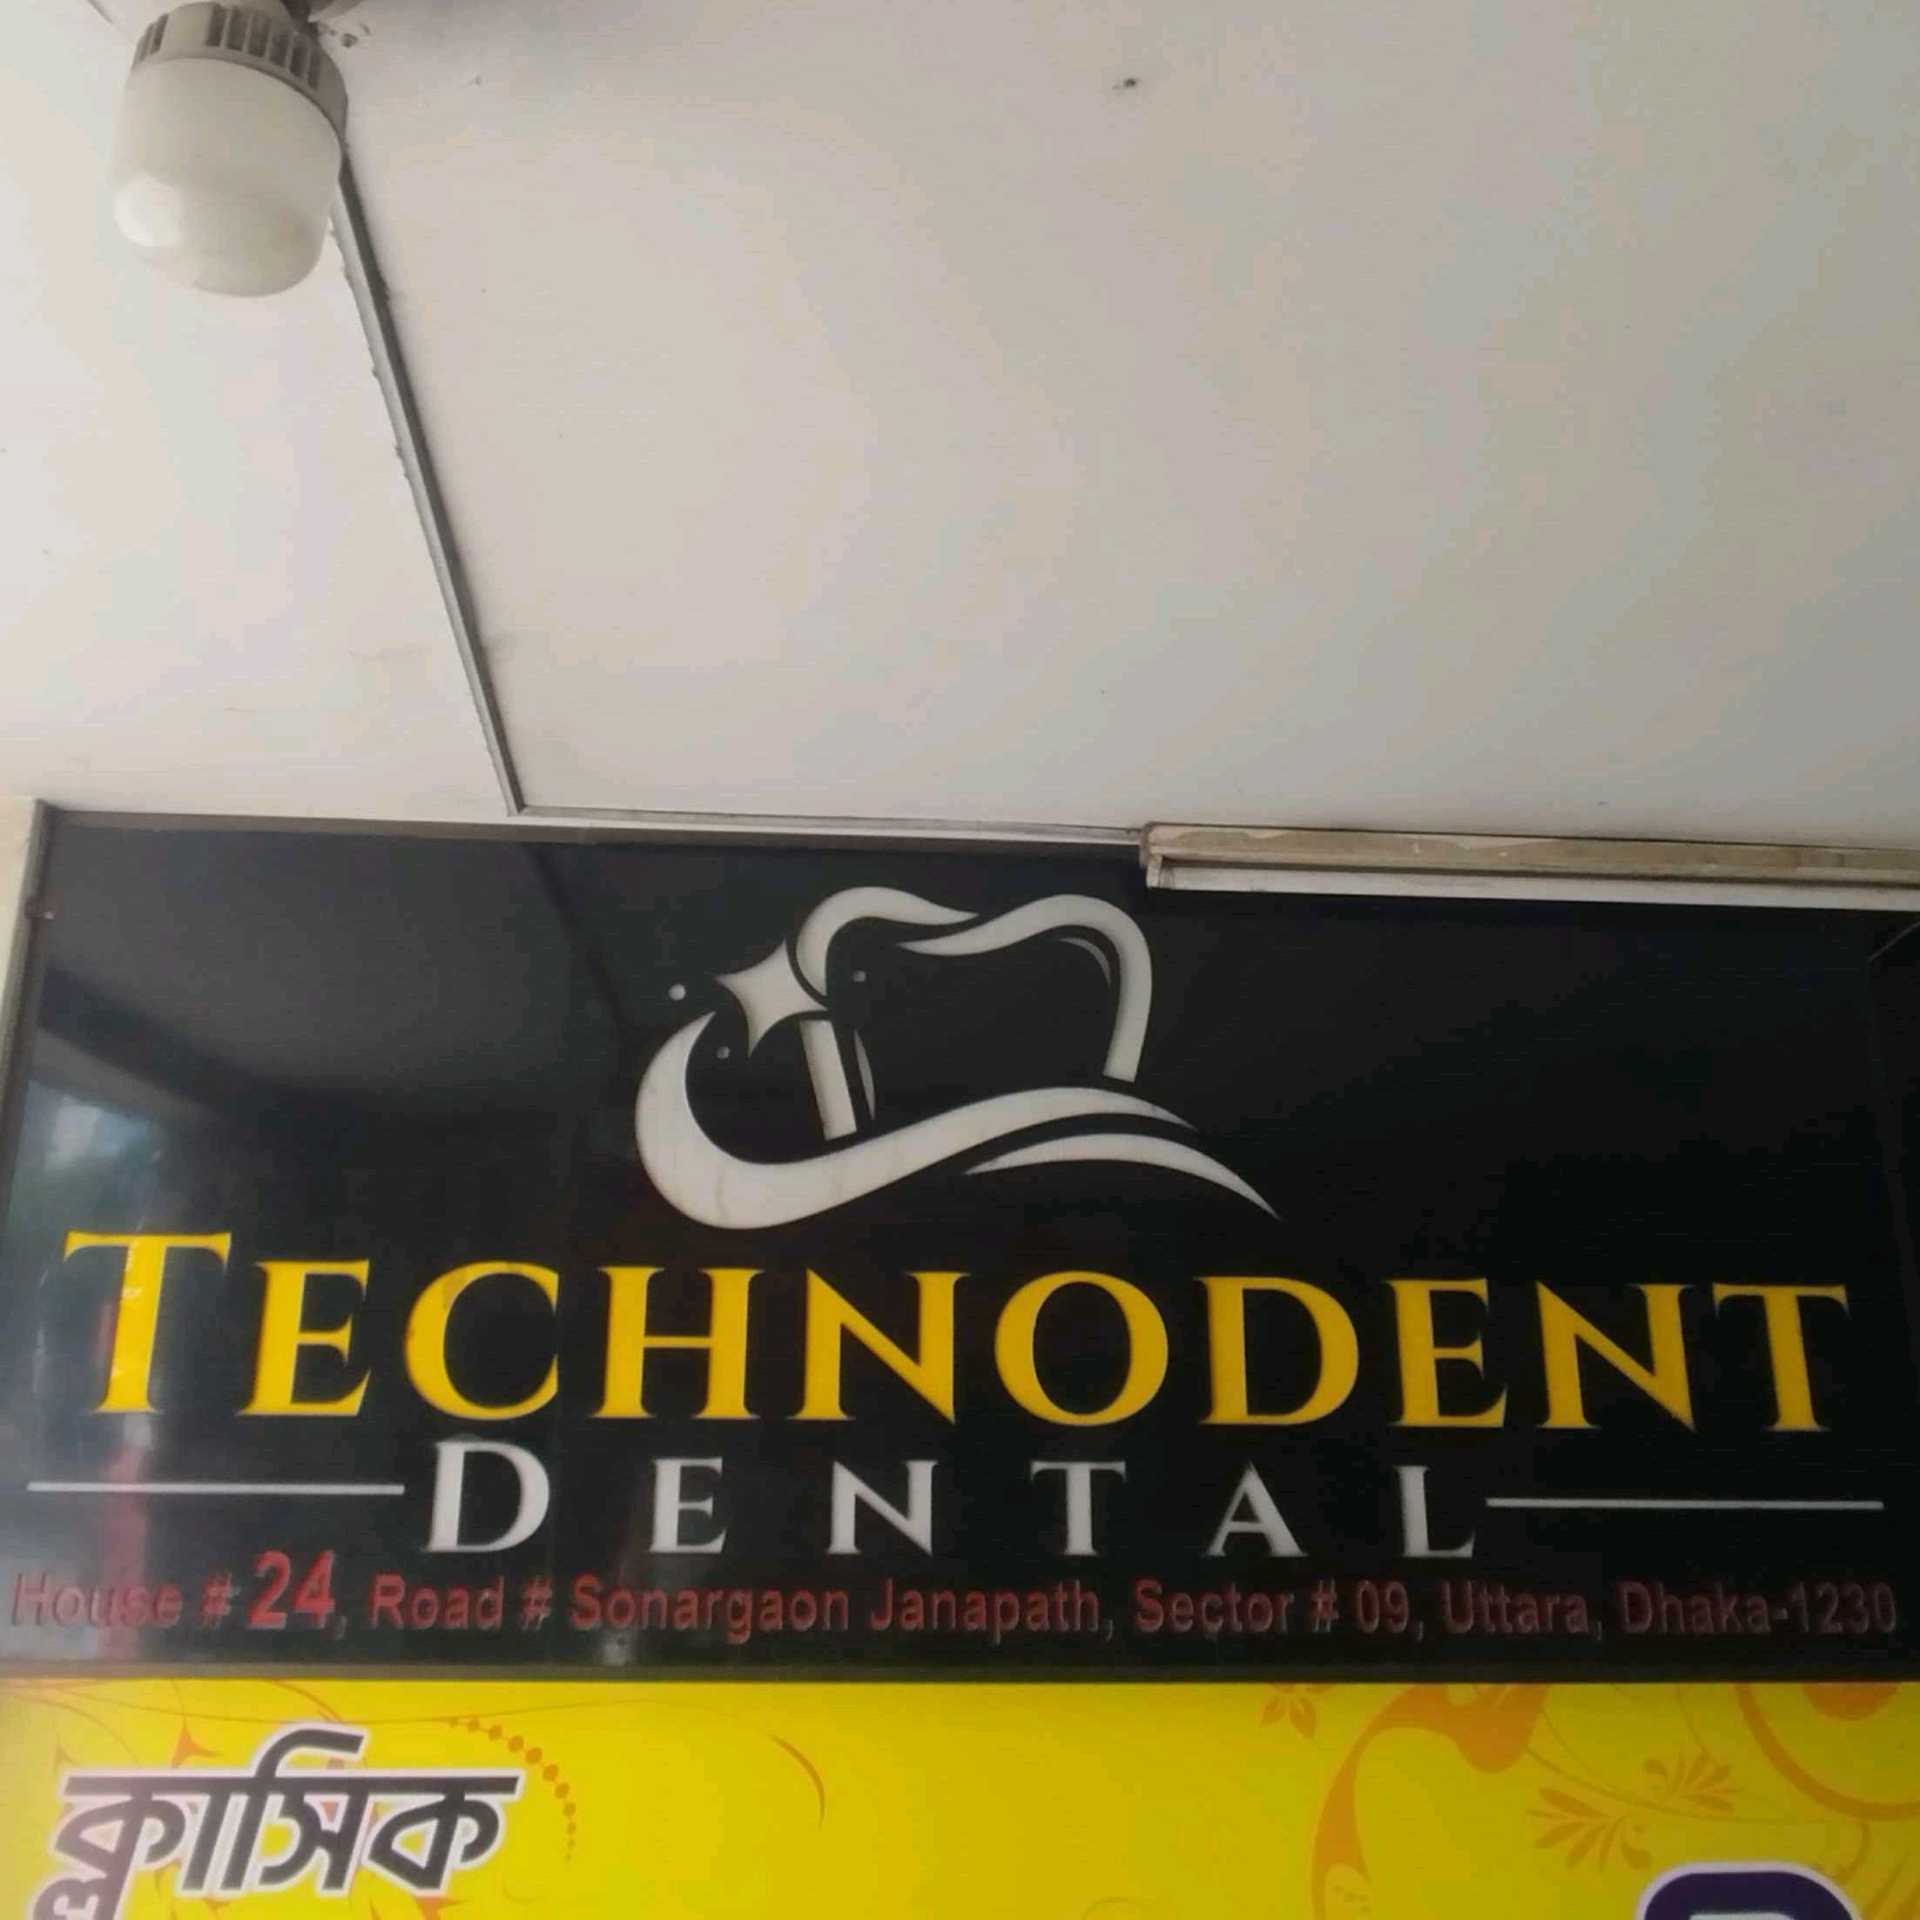 TECHNODENT
DENTAL
House # 24, Road # Sonargaon Janapath, Sector # 09, Uttara, Dhaka-1230
ক্লাসিক